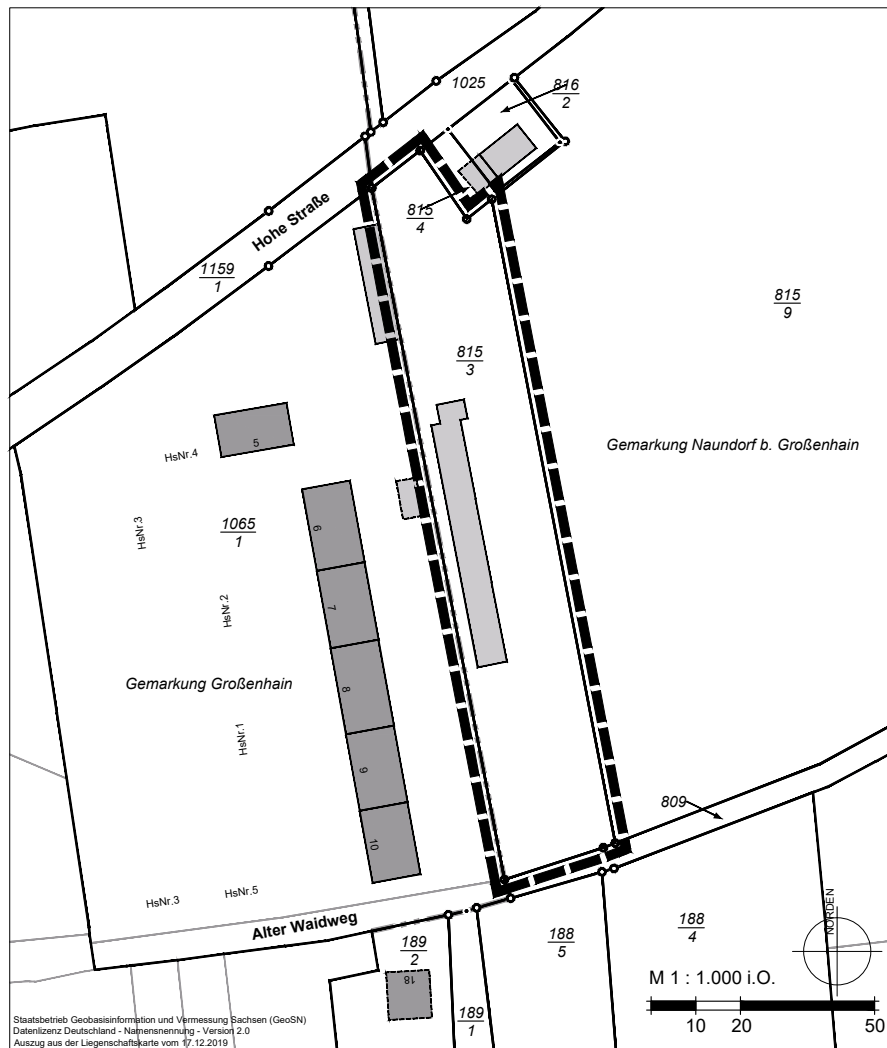 1025
816
2
Hohe Straße
815
4
1159
1
815
9
815
3
Gemarkung Naundorf b. Großenhain
5
HsNr.4
HsNr.3
1065
1
6
HsNr.2
7
Gemarkung Großenhain
8
HsNr.1
9
809
10
HsNr.3
HsNr.5
Alter Waidweg
189
2
188
5
188
4
NORDEN
18
M 1 : 1.000 i.O.
189
1
10 20 50
Staatsbetrieb Geobasisinformation und Vermessung Sachsen (GeoSN)
Datenlizenz Deutschland - Namensnennung - Version 2.0
Auszug aus der Liegenschaftskarte vom 17.12.2019